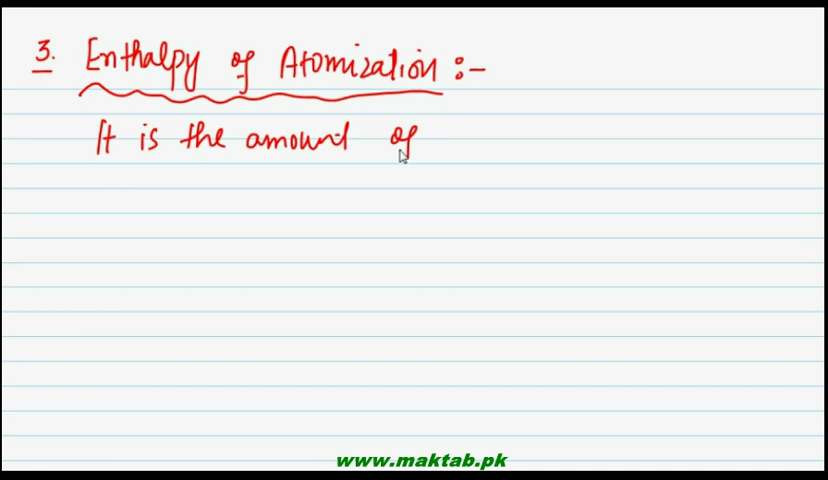 3. Enthalpy of Atomization :-
It is the amount of
www.maktab.pk